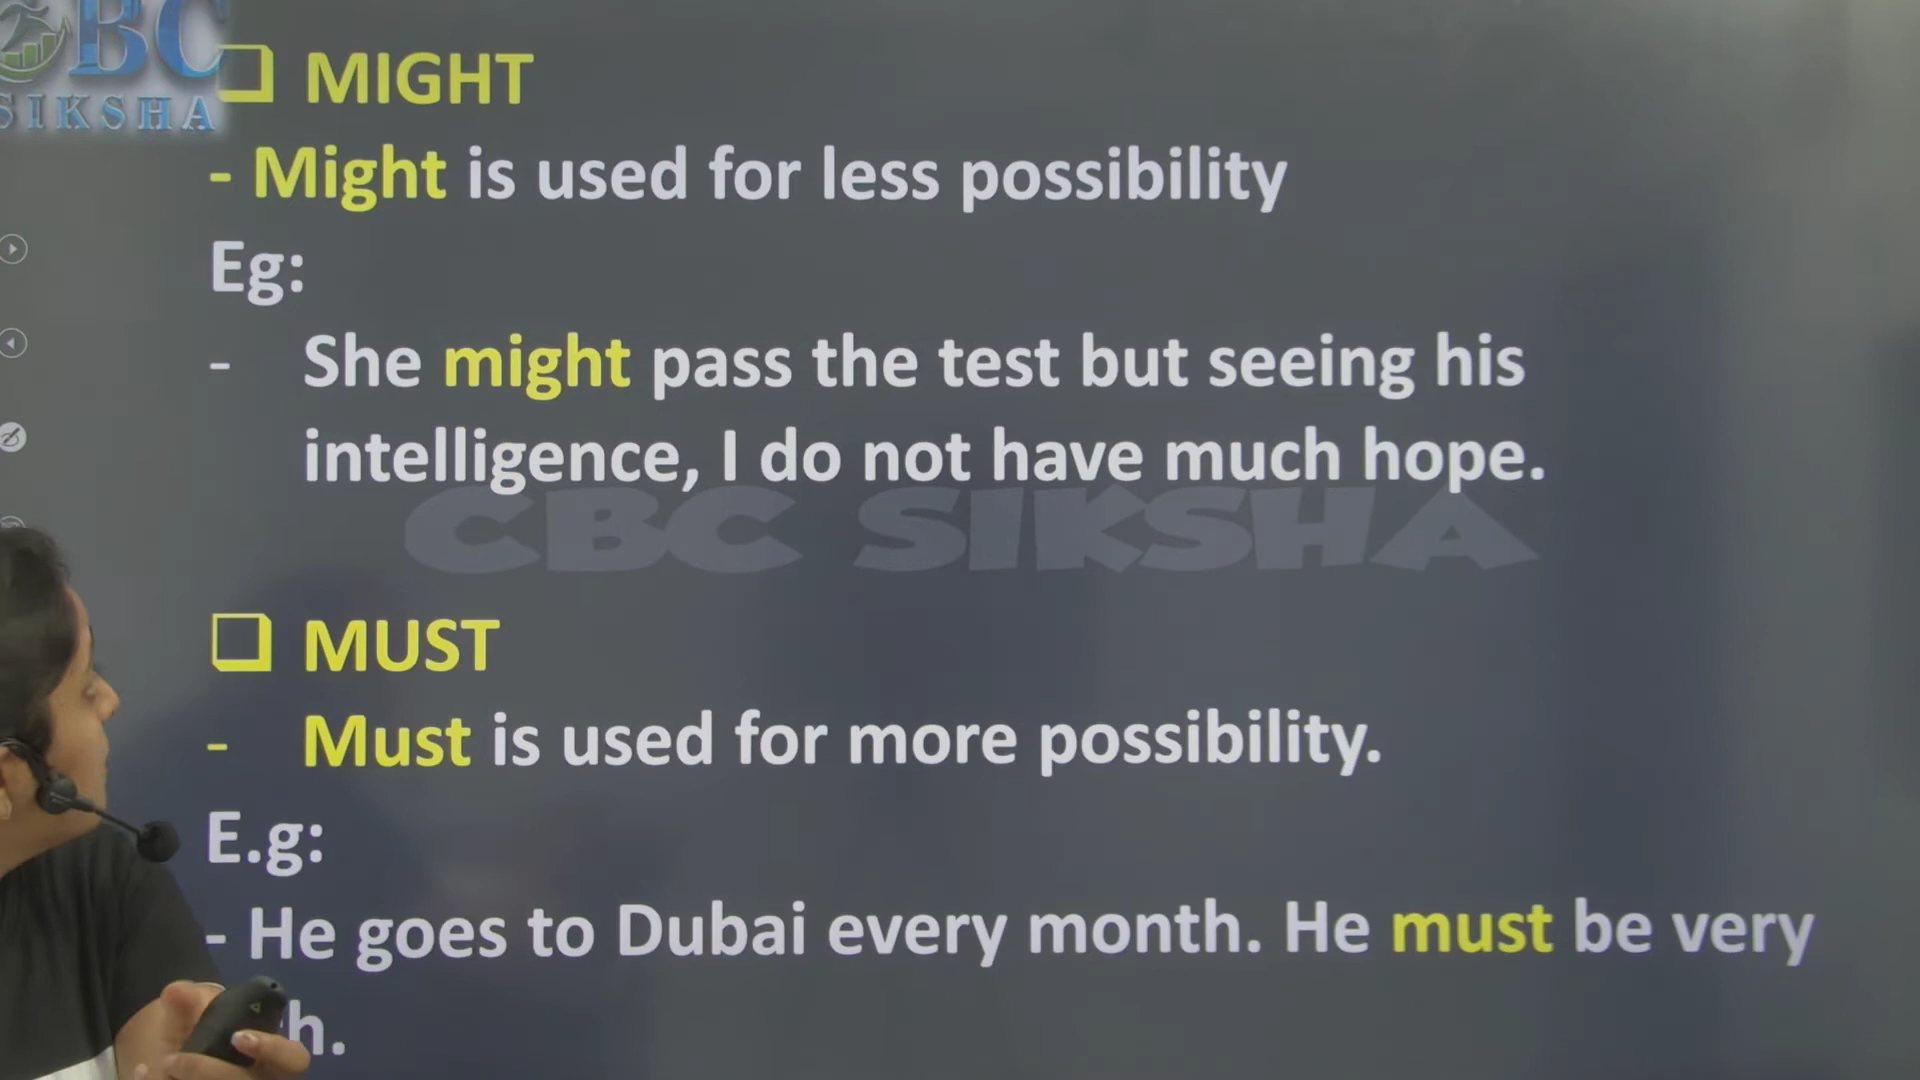 BC
SIKSHA
MIGHT
- Might is used for less possibility
Eg:
- She might pass the test but seeing his
intelligence, I do not have much hope.
CBC SIKSHA
MUST
- Must is used for more possibility.
E.g:
- He goes to Dubai every month. He must be very
h.